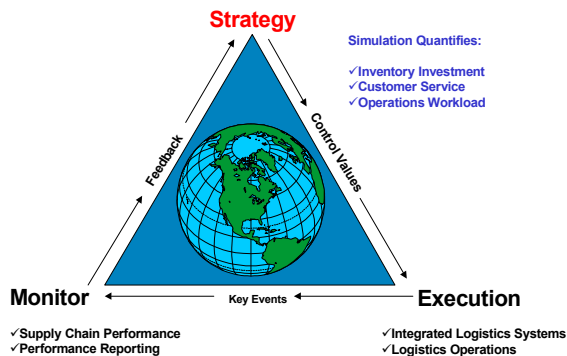 Strategy
Simulation Quantifies:
✓Inventory Investment
✓Customer Service
✓Operations Workload
Feedback
Control Values
Monitor
Key Events
Execution
✓Supply Chain Performance
✓Performance Reporting
✓Integrated Logistics Systems
✓Logistics Operations